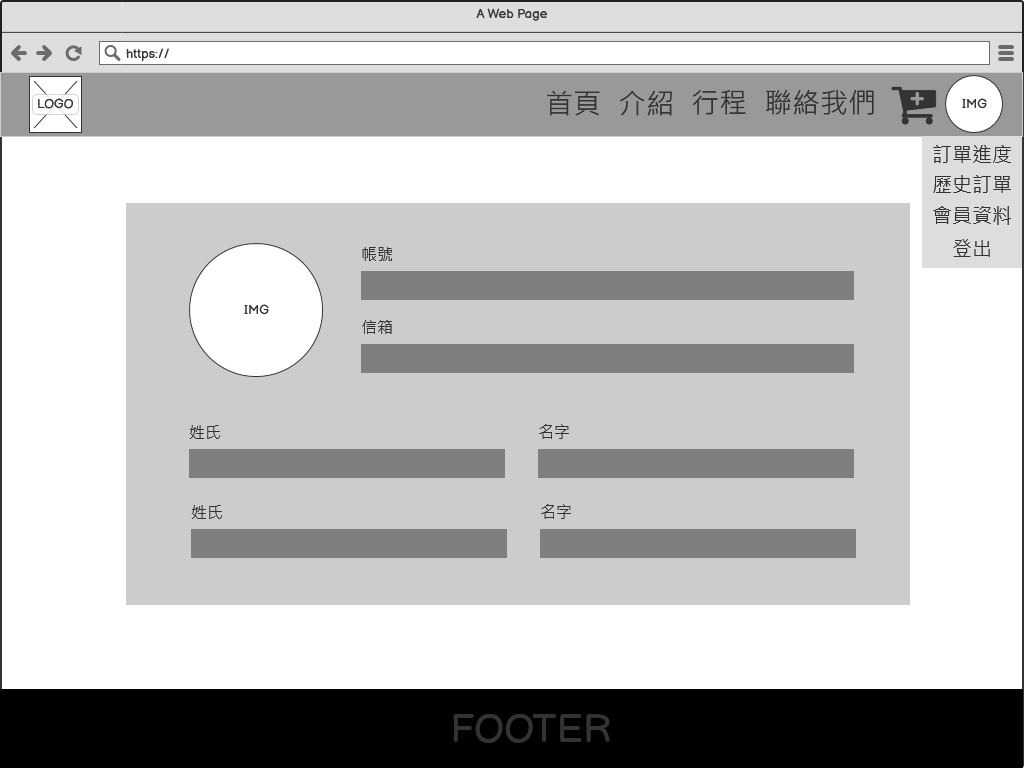 A Web Page
https://
LOGO
首頁 介紹 行程 聯絡我們
IMG
訂單進度
歷史訂單
會員資料
登出
帳號
IMG
信箱
姓氏 名字
姓氏 名字
FOOTER